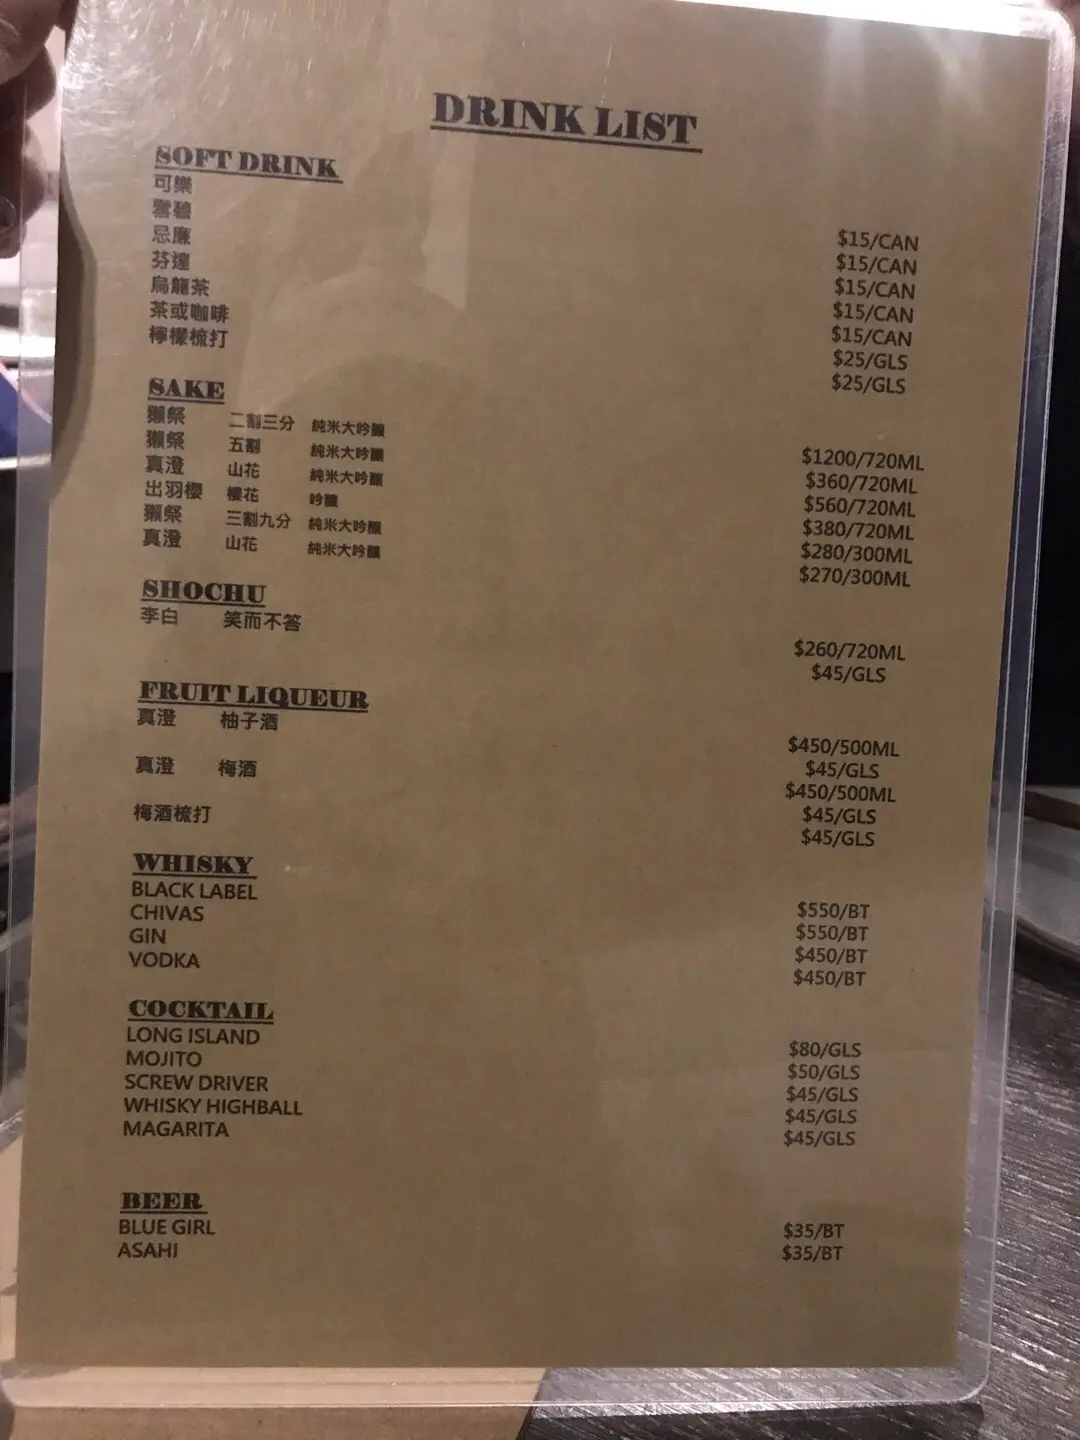 DRINK LIST
SOFT DRINK
可樂 $15/CAN
雪碧 $15/CAN
忌廉 $15/CAN
芬達 $15/CAN
烏龍茶 $15/CAN
茶或咖啡 $25/GLS
檸檬梳打 $25/GLS
SAKE
獺祭 二割三分 純米大吟釀 $1200/720ML
獺祭 五割 純米大吟釀 $360/720ML
真澄 山花 純米大吟釀 $560/720ML
出羽櫻 櫻花 吟釀 $380/720ML
獺祭 三割九分 純米大吟釀 $280/300ML
真澄 山花 純米大吟釀 $270/300ML
SHOCHU
李白 笑而不答 $260/720ML
$45/GLS
FRUIT LIQUEUR
真澄 柚子酒 $450/500ML
$45/GLS
真澄 梅酒 $450/500ML
$45/GLS
梅酒梳打 $45/GLS
WHISKY
BLACK LABEL $550/BT
CHIVAS $550/BT
GIN $450/BT
VODKA $450/BT
COCKTAIL
LONG ISLAND $80/GLS
MOJITO $50/GLS
SCREW DRIVER $45/GLS
WHISKY HIGHBALL $45/GLS
MAGARITA $45/GLS
BEER
BLUE GIRL $35/BT
ASAHI $35/BT